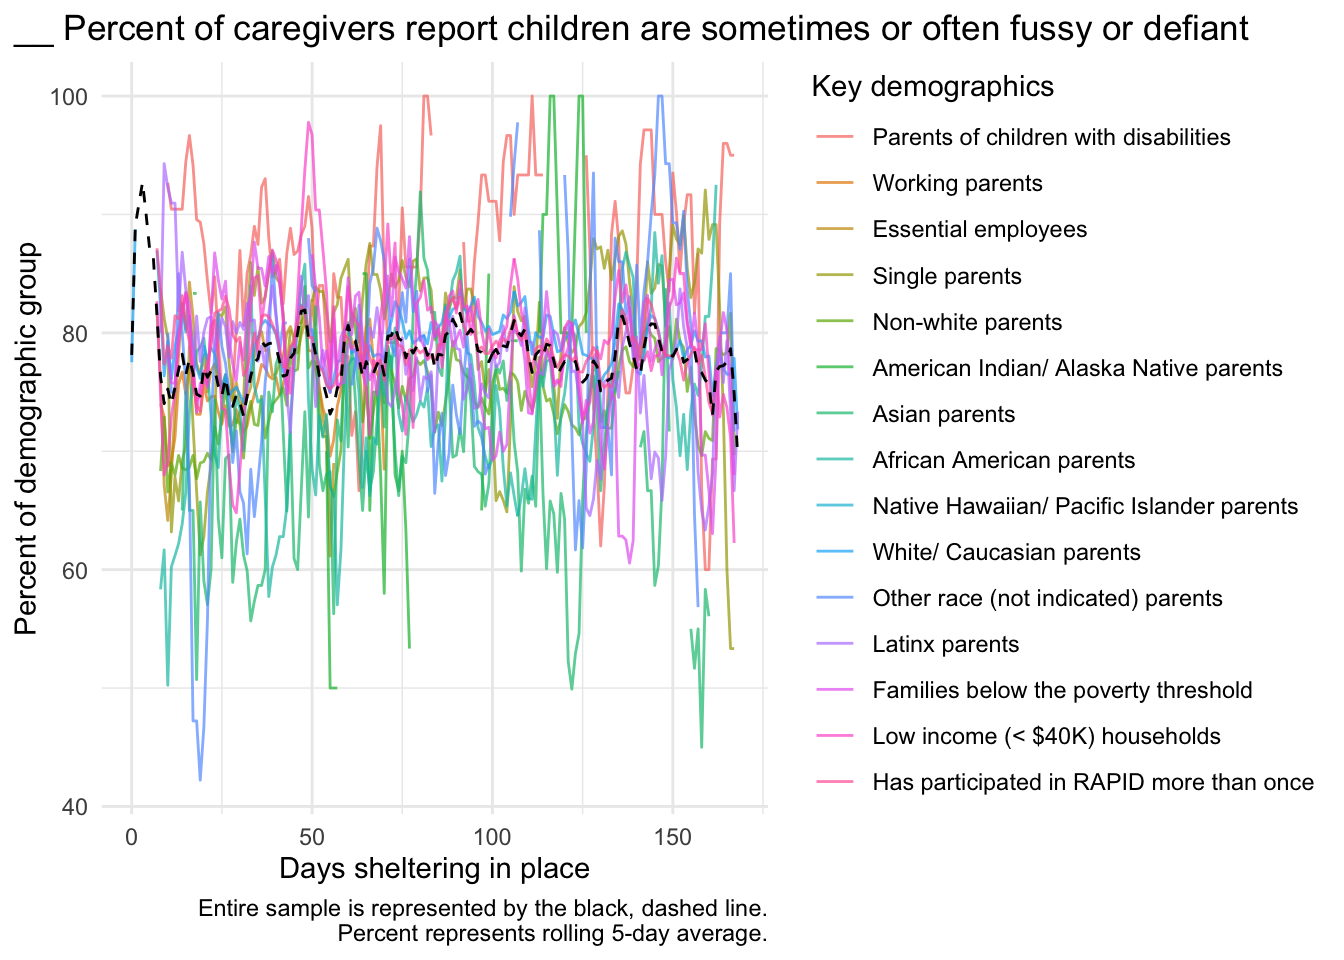 __ Percent of caregivers report children are sometimes or often fussy or defiant
Percent of demographic group
100
80
60
40
0
50
100
150
Days sheltering in place
Entire sample is represented by the black, dashed line.
Percent represents rolling 5-day average.
Key demographics
Parents of children with disabilities
Working parents
Essential employees
Single parents
Non-white parents
American Indian/ Alaska Native parents
Asian parents
African American parents
Native Hawaiian/ Pacific Islander parents
White/ Caucasian parents
Other race (not indicated) parents
Latinx parents
Families below the poverty threshold
Low income (< $40K) households
Has participated in RAPID more than once